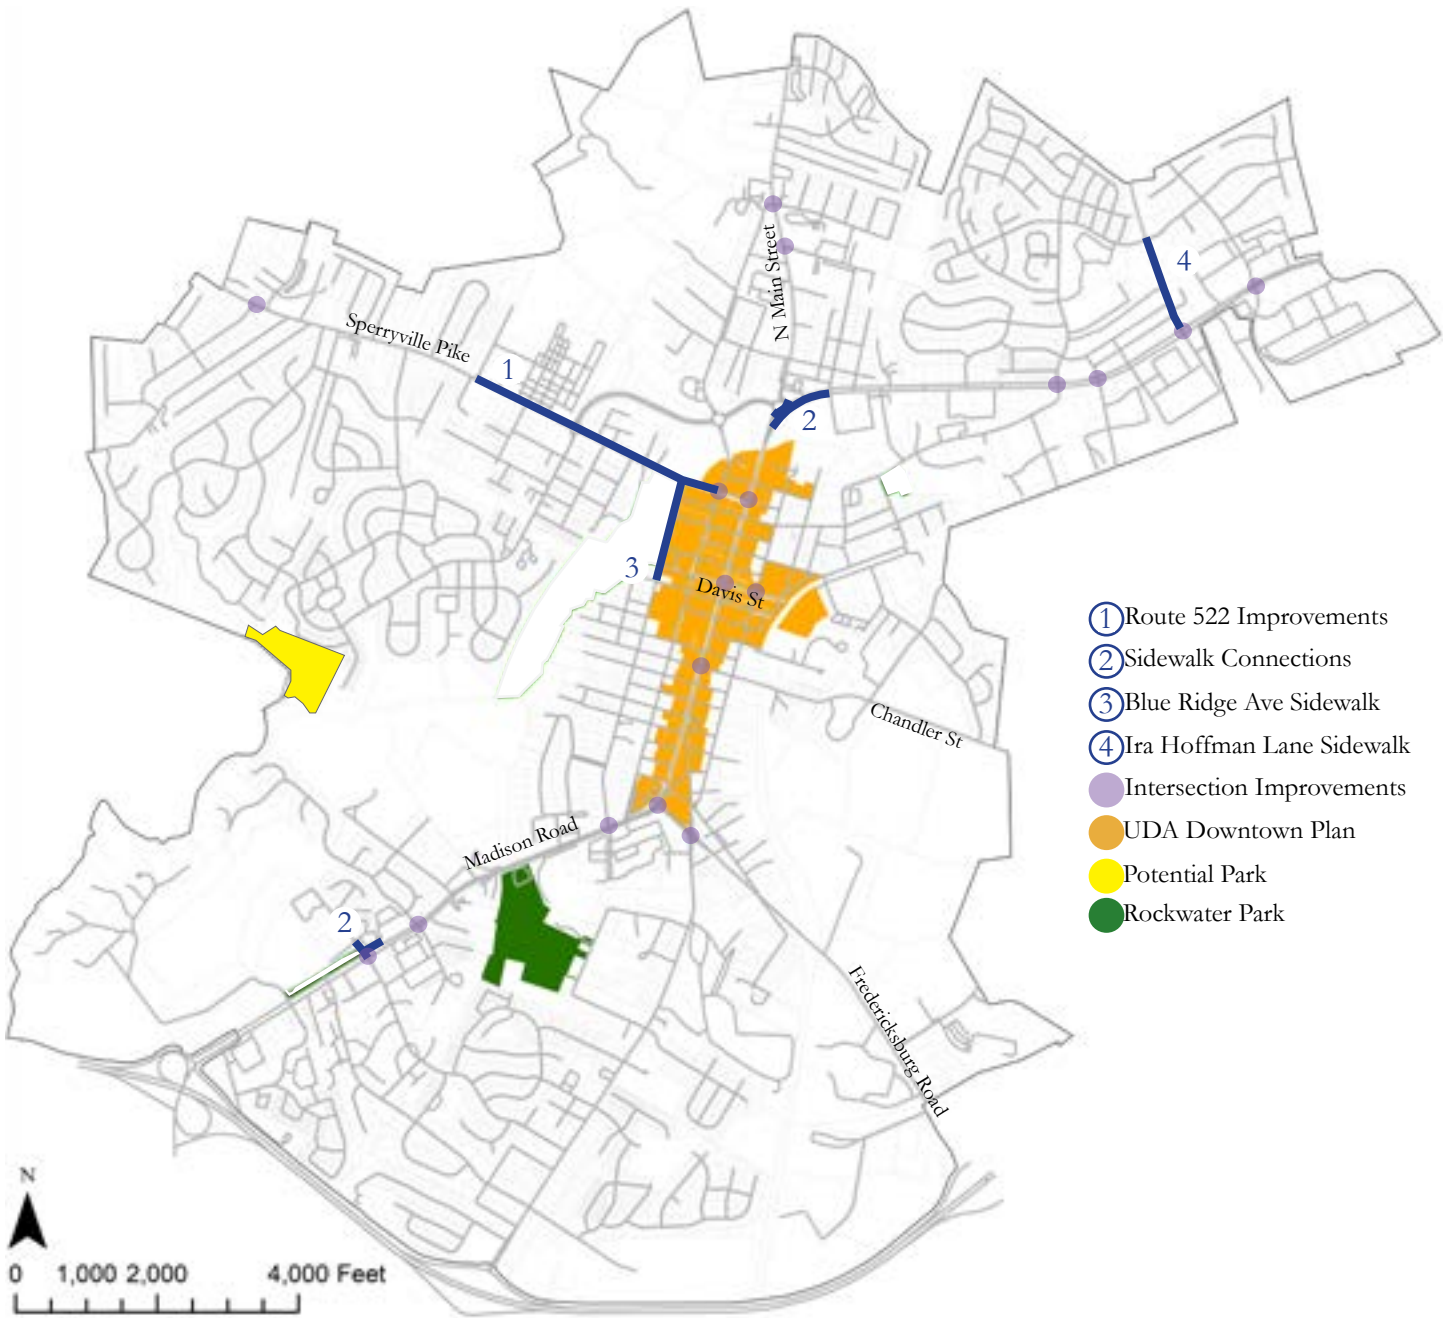 N Main Street
4
Sperryville Pike
1
2
3
Davis St
Chandler St
Madison Road
2
Fredericksburg Road
1 Route 522 Improvements
2 Sidewalk Connections
3 Blue Ridge Ave Sidewalk
4 Ira Hoffman Lane Sidewalk
Intersection Improvements
UDA Downtown Plan
Potential Park
Rockwater Park
N
0 1,000 2,000 4,000 Feet